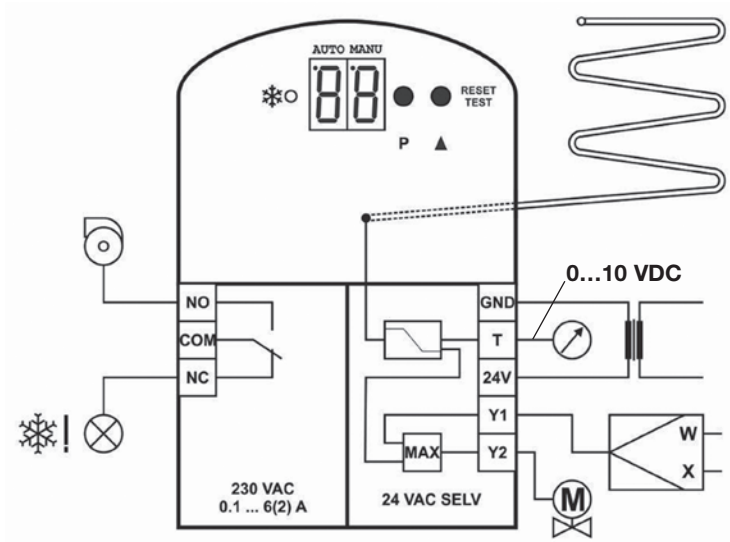 AUTO MANU
88
RESET
TEST
P ▲
0...10 VDC
NO
GND
COM
T
NC
24V
Y1
W
MAX
Y2
X
230 VAC
0.1 ... 6(2) A
24 VAC SELV
M
!